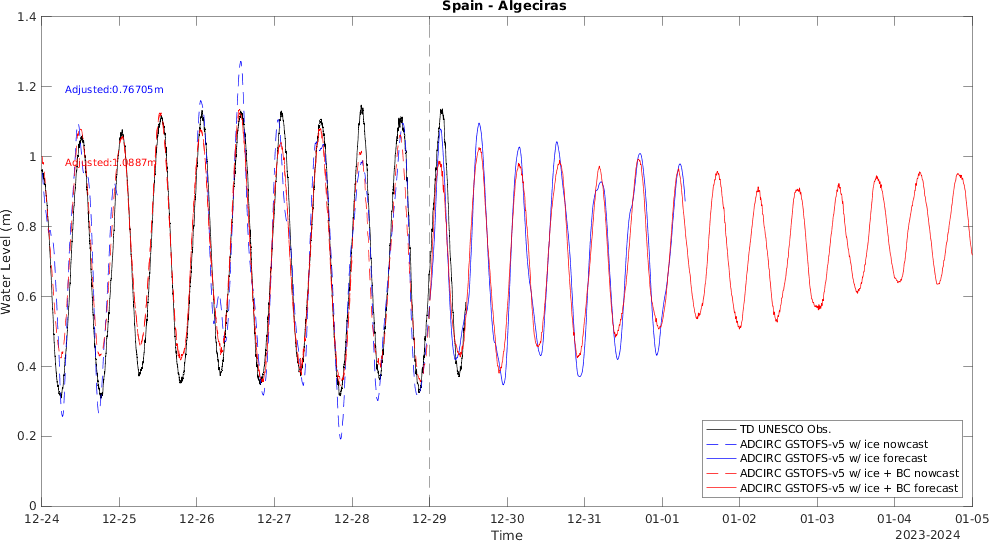 Spain - Algeciras
1.4
1.2
1
0.8
0.6
0.4
0.2
0
Water Level (m)
Adjusted:0.76705m
Adjusted:1.0887m
TD UNESCO Obs.
ADCIRC GSTOFS-v5 w/ ice nowcast
ADCIRC GSTOFS-v5 w/ ice forecast
ADCIRC GSTOFS-v5 w/ ice + BC nowcast
ADCIRC GSTOFS-v5 w/ ice + BC forecast
12-24 12-25 12-26 12-27 12-28 12-29 12-30 12-31 01-01 01-02 01-03 01-04 01-05
Time
2023-2024